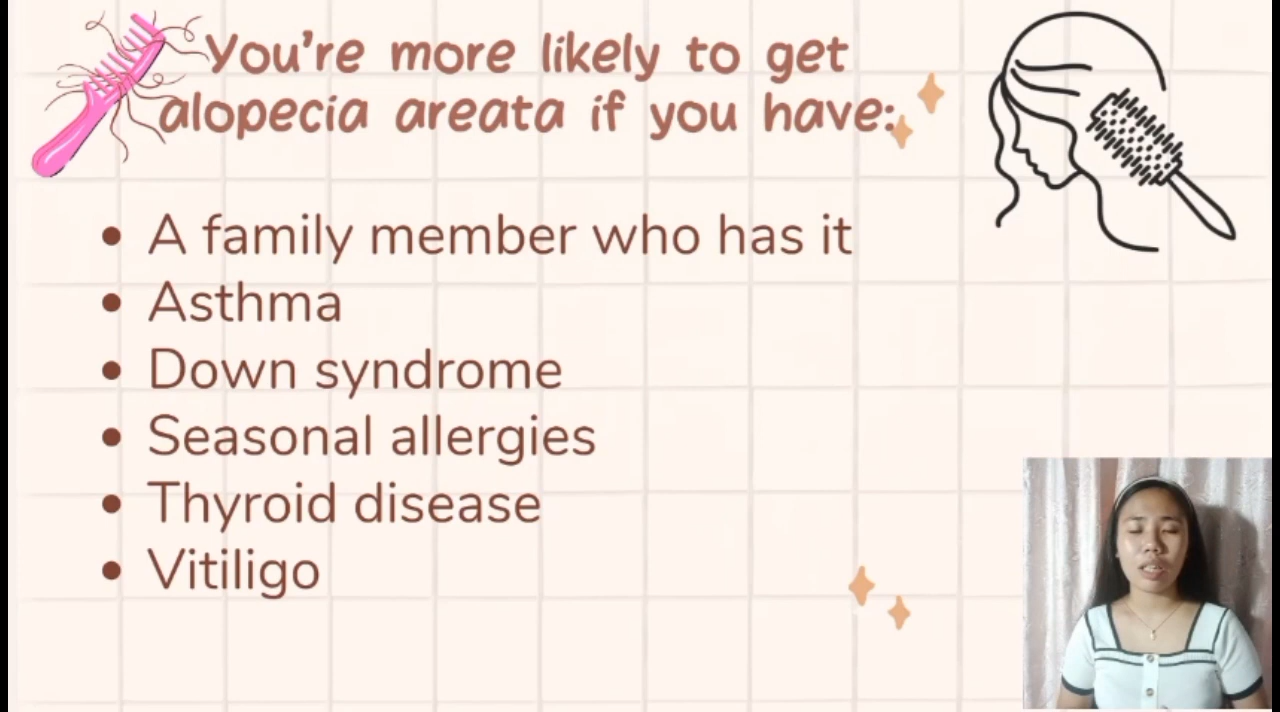 You're more likely to get
alopecia areata if you have:
• A family member who has it
• Asthma
• Down syndrome
• Seasonal allergies
• Thyroid disease
• Vitiligo